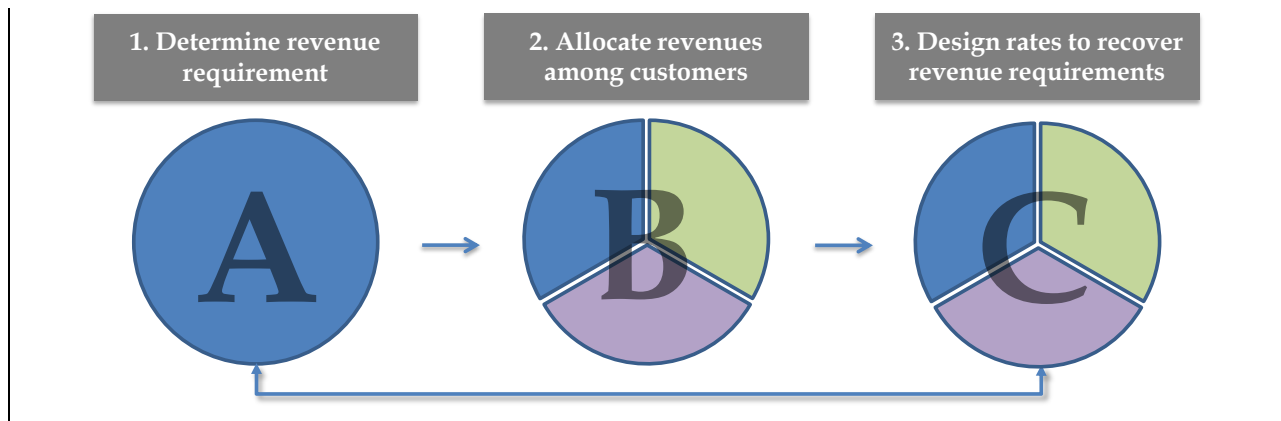 1. Determine revenue
requirement
2. Allocate revenues
among customers
3. Design rates to recover
revenue requirements
A
B
C